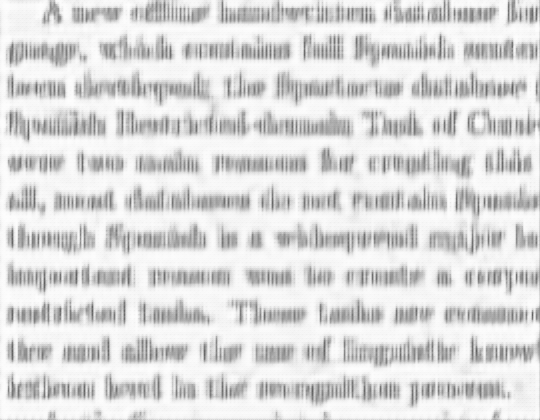 A new offline handwritten database for
guage, which contains full Spanish senten
been developed: the Spartacus database (
Spanish Restricted-domain Task of Cursi
were two main reasons for creating this
all, most databases do not contain Spanis
though Spanish is a widespread major la
important reason was to create a corpus
restricted tasks. These tasks are common
tice and allow the use of linguistic knowl
lexicon level in the recognition process.